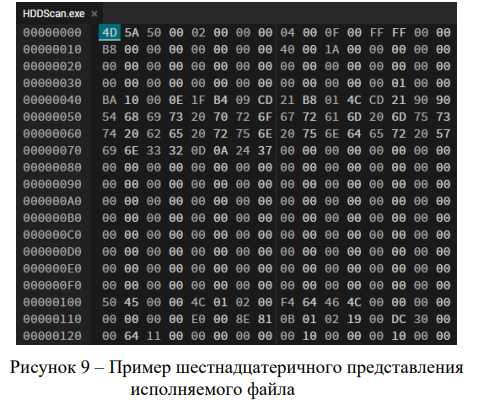 HDDScan.exe ×
00000000 4D 5A 50 00 02 00 00 00 04 00 0F 00 FF FF 00 00
00000010 B8 00 00 00 00 00 00 00 40 00 1A 00 00 00 00 00
00000020 00 00 00 00 00 00 00 00 00 00 00 00 00 00 00 00
00000030 00 00 00 00 00 00 00 00 00 00 00 00 00 01 00 00
00000040 BA 10 00 0E 1F B4 09 CD 21 B8 01 4C CD 21 90 90
00000050 54 68 69 73 20 70 72 6F 67 72 61 6D 20 6D 75 73
00000060 74 20 62 65 20 72 75 6E 20 75 6E 64 65 72 20 57
00000070 69 6E 33 32 0D 0A 24 37 00 00 00 00 00 00 00 00
00000080 00 00 00 00 00 00 00 00 00 00 00 00 00 00 00 00
00000090 00 00 00 00 00 00 00 00 00 00 00 00 00 00 00 00
000000A0 00 00 00 00 00 00 00 00 00 00 00 00 00 00 00 00
000000B0 00 00 00 00 00 00 00 00 00 00 00 00 00 00 00 00
000000C0 00 00 00 00 00 00 00 00 00 00 00 00 00 00 00 00
000000D0 00 00 00 00 00 00 00 00 00 00 00 00 00 00 00 00
000000E0 00 00 00 00 00 00 00 00 00 00 00 00 00 00 00 00
000000F0 00 00 00 00 00 00 00 00 00 00 00 00 00 00 00 00
00000100 50 45 00 00 4C 01 02 00 F4 64 46 4C 00 00 00 00
00000110 00 00 00 00 E0 00 8E 81 0B 01 02 19 00 DC 30 00
00000120 00 64 11 00 00 00 00 00 00 10 00 00 00 10 00 00
Рисунок 9 – Пример шестнадцатеричного представления
исполняемого файла